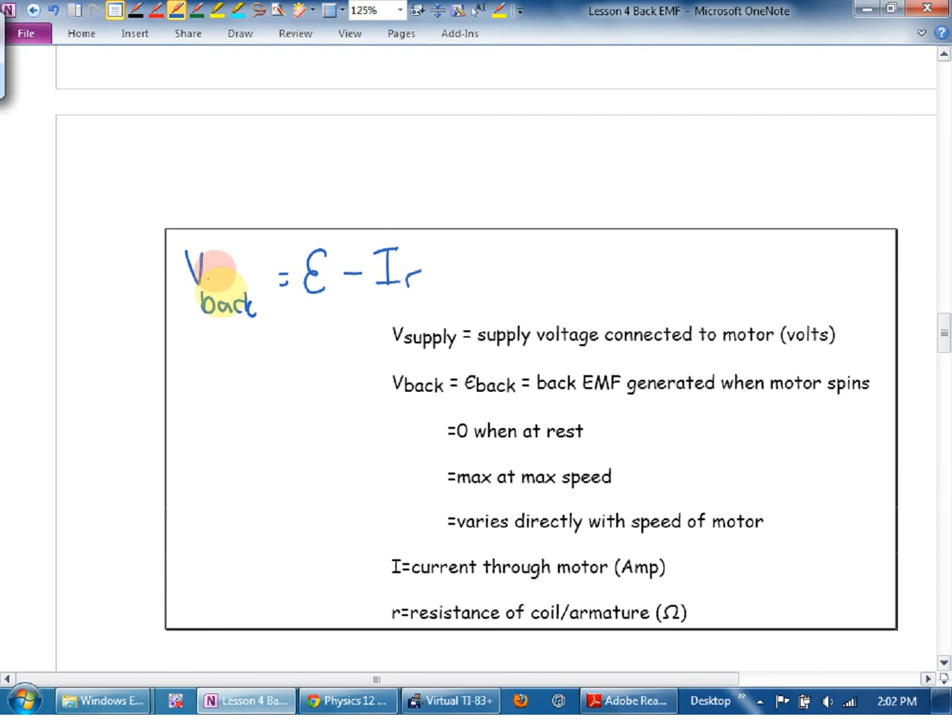 125%
Lesson 4 Back EMF - Microsoft OneNote
File Home Insert Share Draw Review View Pages Add-Ins
V back = Ɛ - Ir
Vsupply = supply voltage connected to motor (volts)
Vback = Ɛback = back EMF generated when motor spins
=0 when at rest
=max at max speed
=varies directly with speed of motor
I=current through motor (Amp)
r=resistance of coil/armature (Ω)
Windows E... Lesson 4 Ba... Physics 12 ... Virtual TI-83+ Adobe Rea... Desktop 2:02 PM